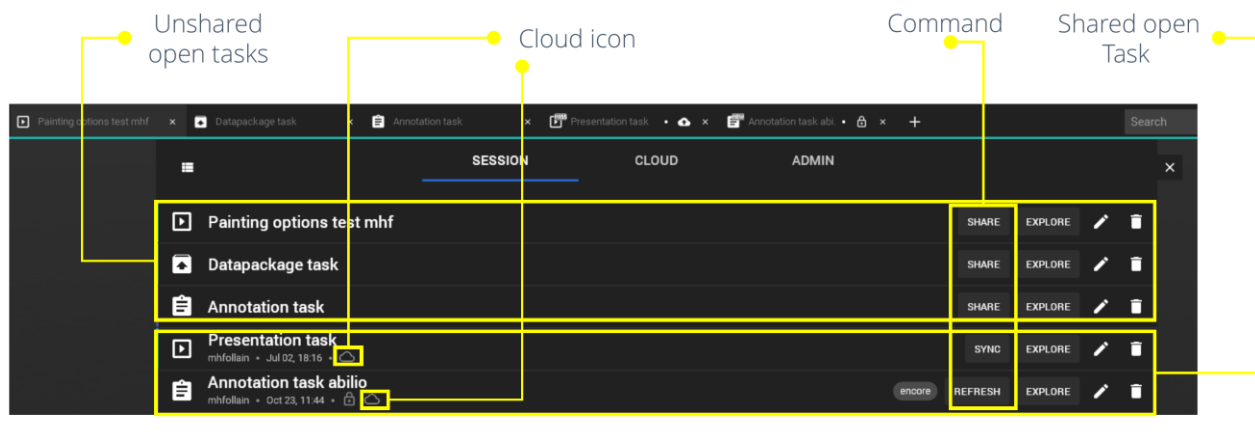 Unshared
open tasks
Cloud icon
Command
Shared open
Task
Painting options test mhf ×
Datapackage task ×
Annotation task ×
Presentation task • ×
Annotation task abi. • ×
+
Search
SESSION
CLOUD
ADMIN
×
Painting options test mhf
SHARE EXPLORE
Datapackage task
SHARE EXPLORE
Annotation task
SHARE EXPLORE
Presentation task
mhfollain • Jul 02, 18:16 •
SYNC EXPLORE
Annotation task abilio
mhfollain • Oct 23, 11:44 •
encore REFRESH EXPLORE